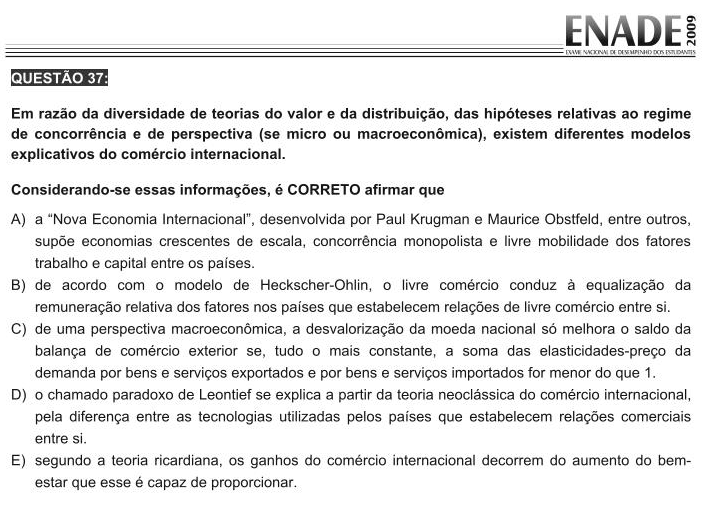 ENADE 2009
EXAME NACIONAL DE DESEMPENHO DOS ESTUDANTES
QUESTÃO 37:
Em razão da diversidade de teorias do valor e da distribuição, das hipóteses relativas ao regime
de concorrência e de perspectiva (se micro ou macroeconômica), existem diferentes modelos
explicativos do comércio internacional.
Considerando-se essas informações, é CORRETO afirmar que
A) a “Nova Economia Internacional”, desenvolvida por Paul Krugman e Maurice Obstfeld, entre outros,
supõe economias crescentes de escala, concorrência monopolista e livre mobilidade dos fatores
trabalho e capital entre os países.
B) de acordo com o modelo de Heckscher-Ohlin, o livre comércio conduz à equalização da
remuneração relativa dos fatores nos países que estabelecem relações de livre comércio entre si.
C) de uma perspectiva macroeconômica, a desvalorização da moeda nacional só melhora o saldo da
balança de comércio exterior se, tudo o mais constante, a soma das elasticidades-preço da
demanda por bens e serviços exportados e por bens e serviços importados for menor do que 1.
D) o chamado paradoxo de Leontief se explica a partir da teoria neoclássica do comércio internacional,
pela diferença entre as tecnologias utilizadas pelos países que estabelecem relações comerciais
entre si.
E) segundo a teoria ricardiana, os ganhos do comércio internacional decorrem do aumento do bem-
estar que esse é capaz de proporcionar.